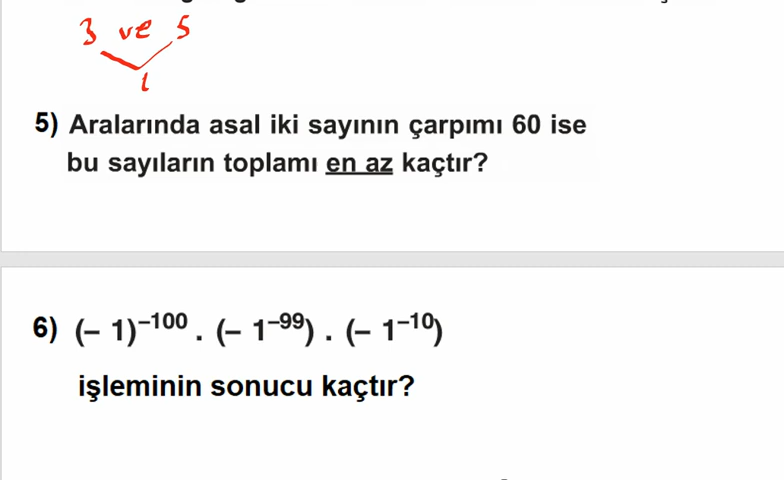 3 ve 5
1
5) Aralarında asal iki sayının çarpımı 60 ise
bu sayıların toplamı en az kaçtır?
6) (– 1)⁻¹⁰⁰ . (– 1⁻⁹⁹) . (– 1⁻¹⁰)
işleminin sonucu kaçtır?